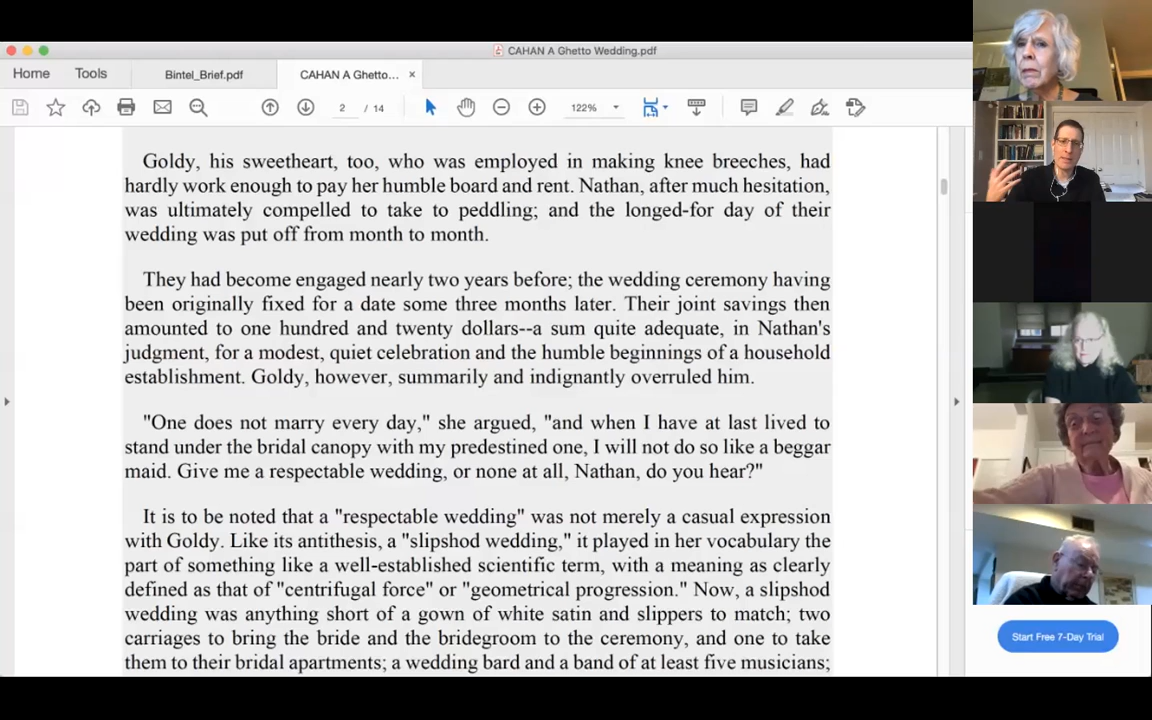 CAHAN A Ghetto Wedding.pdf
Home
Tools
Bintel_Brief.pdf
CAHAN A Ghetto... ×
2 / 14
122%
Goldy, his sweetheart, too, who was employed in making knee breeches, had
hardly work enough to pay her humble board and rent. Nathan, after much hesitation,
was ultimately compelled to take to peddling; and the longed-for day of their
wedding was put off from month to month.
They had become engaged nearly two years before; the wedding ceremony having
been originally fixed for a date some three months later. Their joint savings then
amounted to one hundred and twenty dollars--a sum quite adequate, in Nathan's
judgment, for a modest, quiet celebration and the humble beginnings of a household
establishment. Goldy, however, summarily and indignantly overruled him.
"One does not marry every day," she argued, "and when I have at last lived to
stand under the bridal canopy with my predestined one, I will not do so like a beggar
maid. Give me a respectable wedding, or none at all, Nathan, do you hear?"
It is to be noted that a "respectable wedding" was not merely a casual expression
with Goldy. Like its antithesis, a "slipshod wedding," it played in her vocabulary the
part of something like a well-established scientific term, with a meaning as clearly
defined as that of "centrifugal force" or "geometrical progression." Now, a slipshod
wedding was anything short of a gown of white satin and slippers to match; two
carriages to bring the bride and the bridegroom to the ceremony, and one to take
them to their bridal apartments; a wedding bard and a band of at least five musicians;
Start Free 7-Day Trial